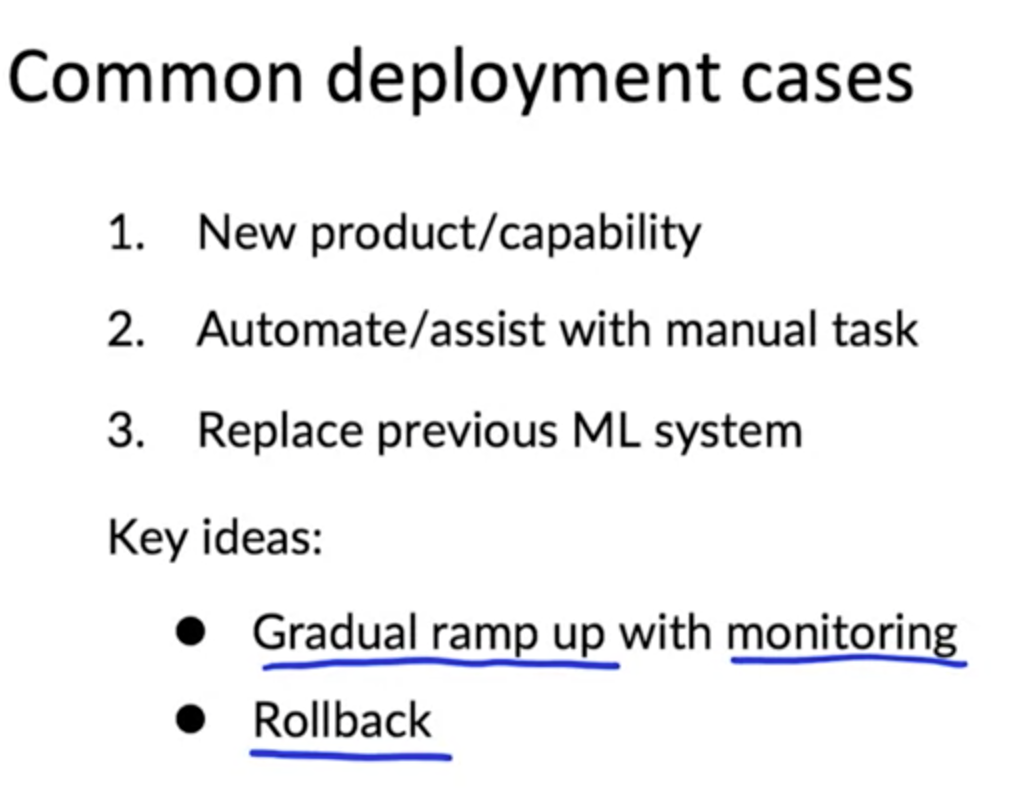 Common deployment cases
1. New product/capability
2. Automate/assist with manual task
3. Replace previous ML system
Key ideas:
● Gradual ramp up with monitoring
● Rollback